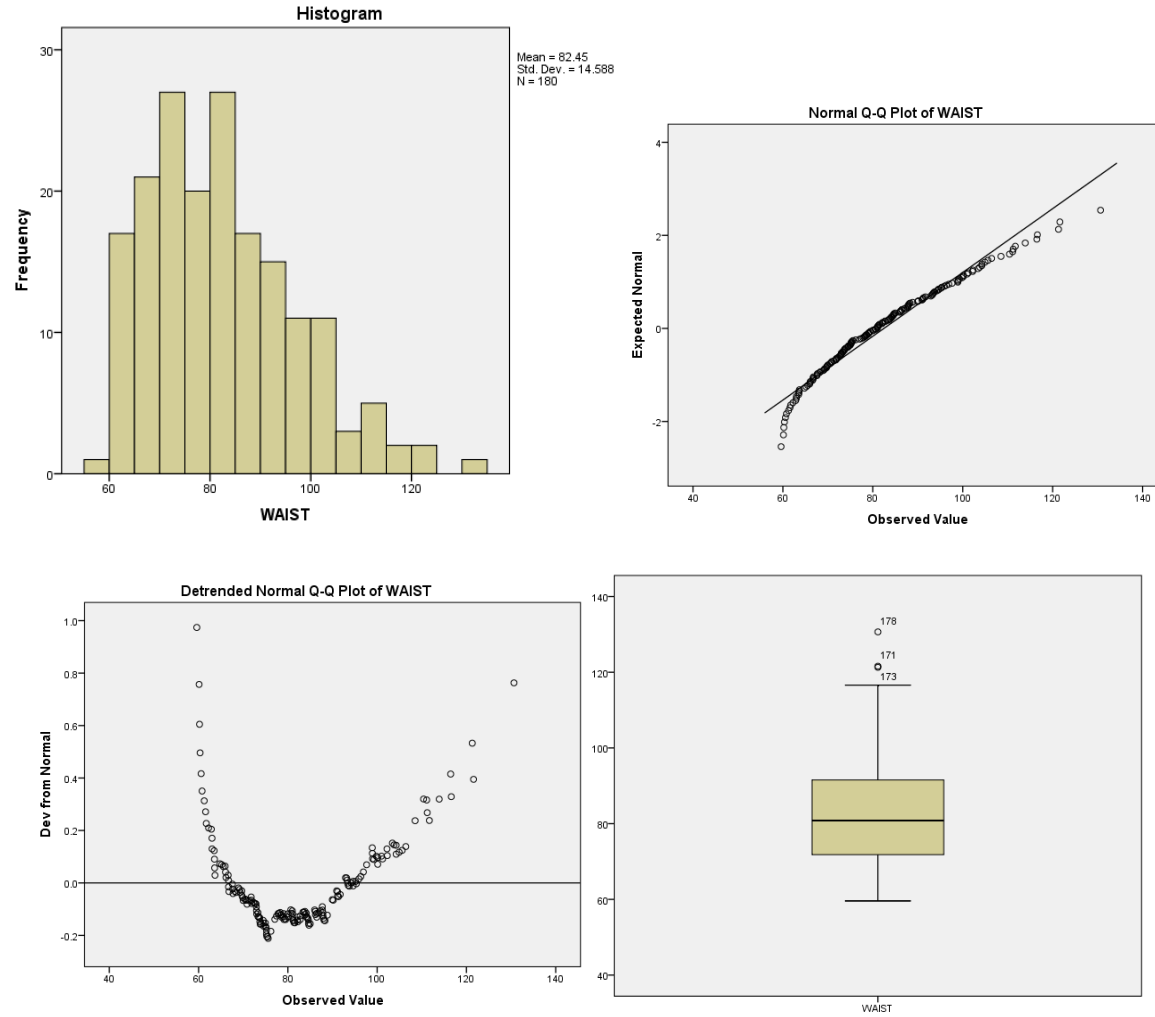 Histogram
Mean = 82.45
Std. Dev. = 14.588
N = 180
30
20
10
0
60 80 100 120
Frequency
WAIST
Normal Q-Q Plot of WAIST
4
2
0
-2
40 60 80 100 120 140
Expected Normal
Observed Value
Detrended Normal Q-Q Plot of WAIST
1.0
0.8
0.6
0.4
0.2
0.0
-0.2
40 60 80 100 120 140
Dev from Normal
Observed Value
140
120
100
80
60
40
178
171
173
WAIST